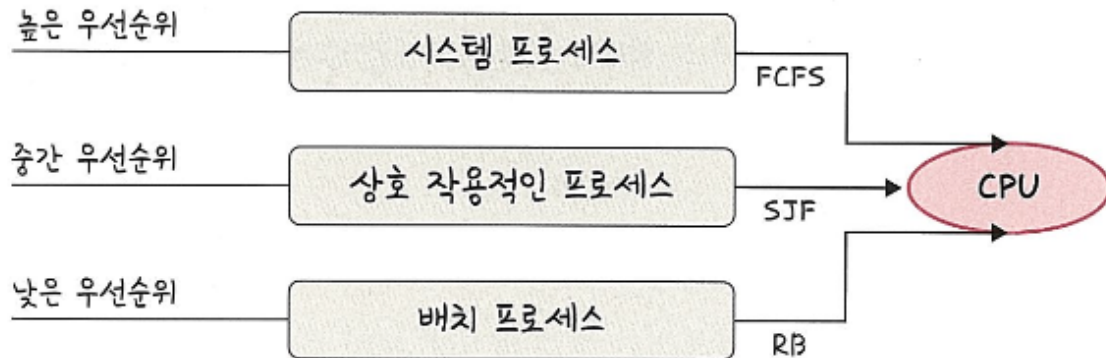 높은 우선순위
시스템 프로세스
FCFS
중간 우선순위
상호 작용적인 프로세스
SJF
CPU
낮은 우선순위
배치 프로세스
RB